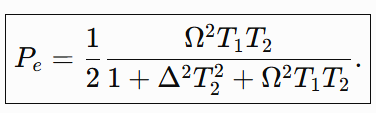 P_e = \frac{1}{2} \frac{\Omega^2 T_1 T_2}{1 + \Delta^2 T_2^2 + \Omega^2 T_1 T_2}.